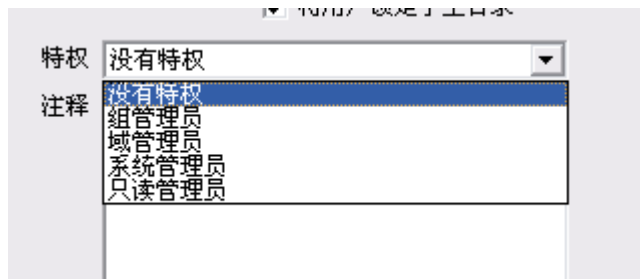 特权 没有特权
注释
没有特权
组管理员
域管理员
系统管理员
只读管理员